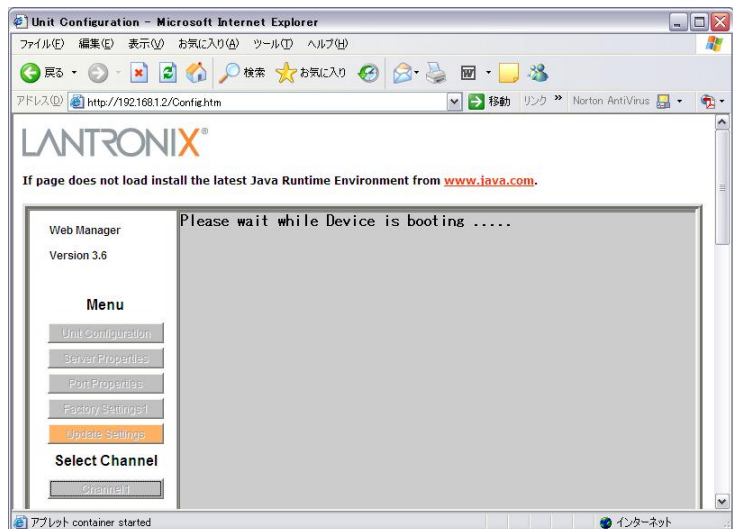 Unit Configuration - Microsoft Internet Explorer
ファイル(F) 編集(E) 表示(V) お気に入り(A) ツール(T) ヘルプ(H)
戻る 検索 お気に入り
アドレス(D) http://192.168.1.2/Config.htm 移動 リンク » Norton AntiVirus
LANTRONIX®
If page does not load install the latest Java Runtime Environment from www.java.com.
Web Manager
Version 3.6
Please wait while Device is booting .....
Menu
Unit Configuration
Server Properties
Port Properties
Factory Settings1
Update Settings
Select Channel
Channel1
アプレット container started インターネット